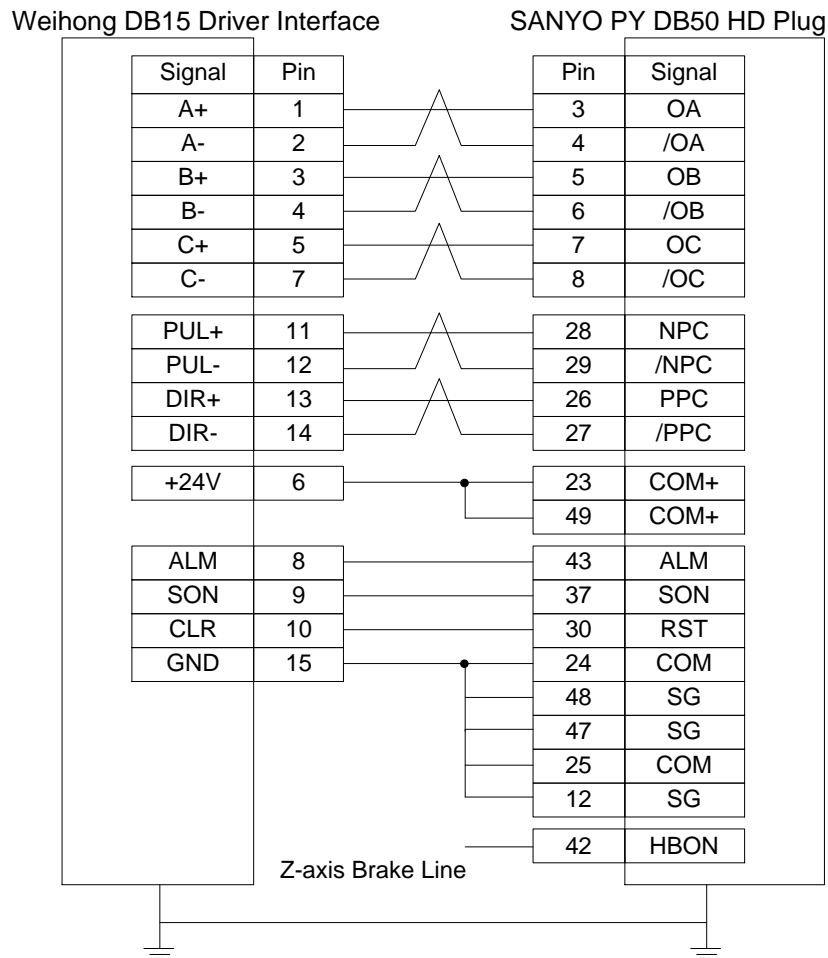 Weihong DB15 Driver Interface SANYO PY DB50 HD Plug
Signal Pin Pin Signal
A+ 1 3 OA
A- 2 4 /OA
B+ 3 5 OB
B- 4 6 /OB
C+ 5 7 OC
C- 7 8 /OC
PUL+ 11 28 NPC
PUL- 12 29 /NPC
DIR+ 13 26 PPC
DIR- 14 27 /PPC
+24V 6 23 COM+
49 COM+
ALM 8 43 ALM
SON 9 37 SON
CLR 10 30 RST
GND 15 24 COM
48 SG
47 SG
25 COM
12 SG
42 HBON
Z-axis Brake Line